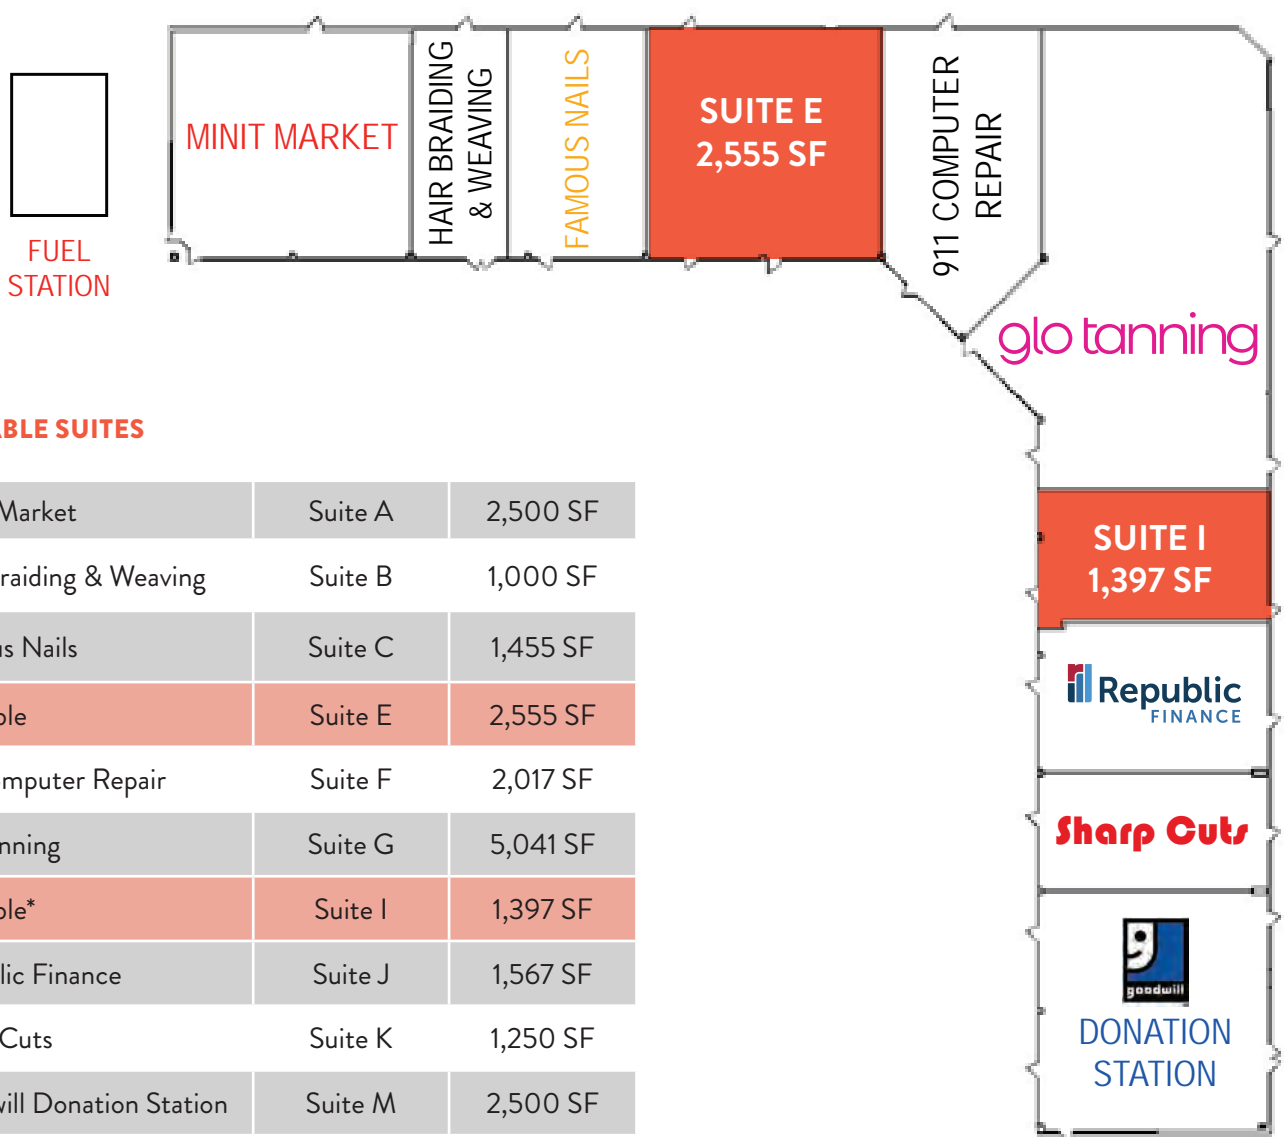 MINIT MARKET
HAIR BRAIDING
& WEAVING
FAMOUS NAILS
SUITE E
2,555 SF
911 COMPUTER
REPAIR
FUEL
STATION
glo tanning
SUITE I
1,397 SF
Republic
FINANCE
Sharp Cuts
goodwill
DONATION
STATION
ABLE SUITES
Market Suite A 2,500 SF
raiding & Weaving Suite B 1,000 SF
us Nails Suite C 1,455 SF
ble Suite E 2,555 SF
omputer Repair Suite F 2,017 SF
nning Suite G 5,041 SF
ble* Suite I 1,397 SF
lic Finance Suite J 1,567 SF
Cuts Suite K 1,250 SF
will Donation Station Suite M 2,500 SF